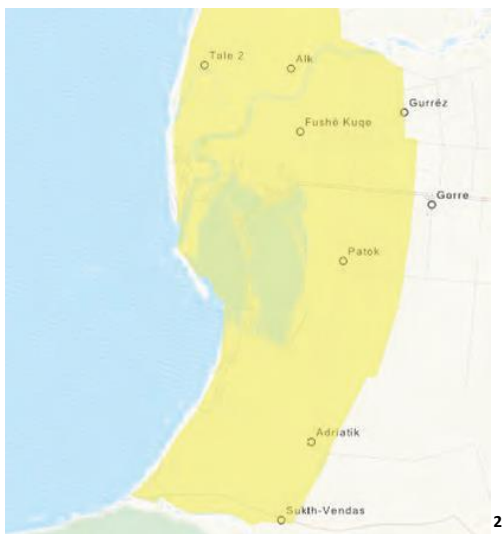 Tale 2
Alk
Gurrëz
Fushë Kuqe
Gorre
Patok
Adriatik
Sukth-Vendas
2